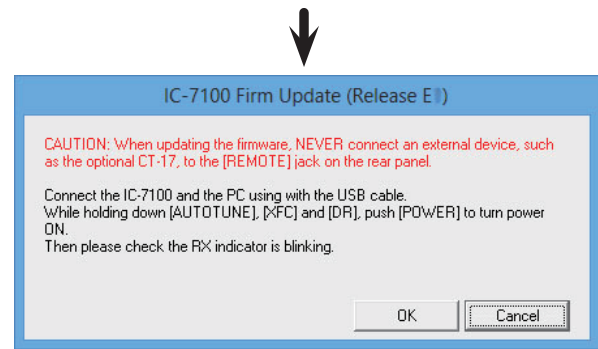 IC-7100 Firm Update (Release E)
CAUTION: When updating the firmware, NEVER connect an external device, such
as the optional CT-17, to the [REMOTE] jack on the rear panel.
Connect the IC-7100 and the PC using with the USB cable.
While holding down [AUTOTUNE], [XFC] and [DR], push [POWER] to turn power
ON.
Then please check the RX indicator is blinking.
OK
Cancel